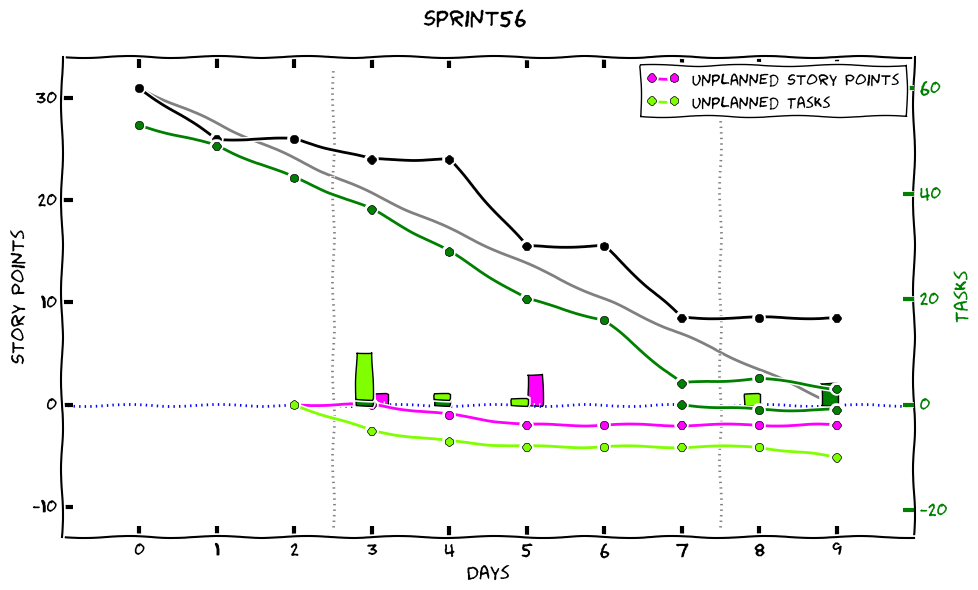 SPRINT56
UNPLANNED STORY POINTS
UNPLANNED TASKS
30
20
10
0
-10
STORY POINTS
60
40
20
0
-20
TASKS
0 1 2 3 4 5 6 7 8 9
DAYS